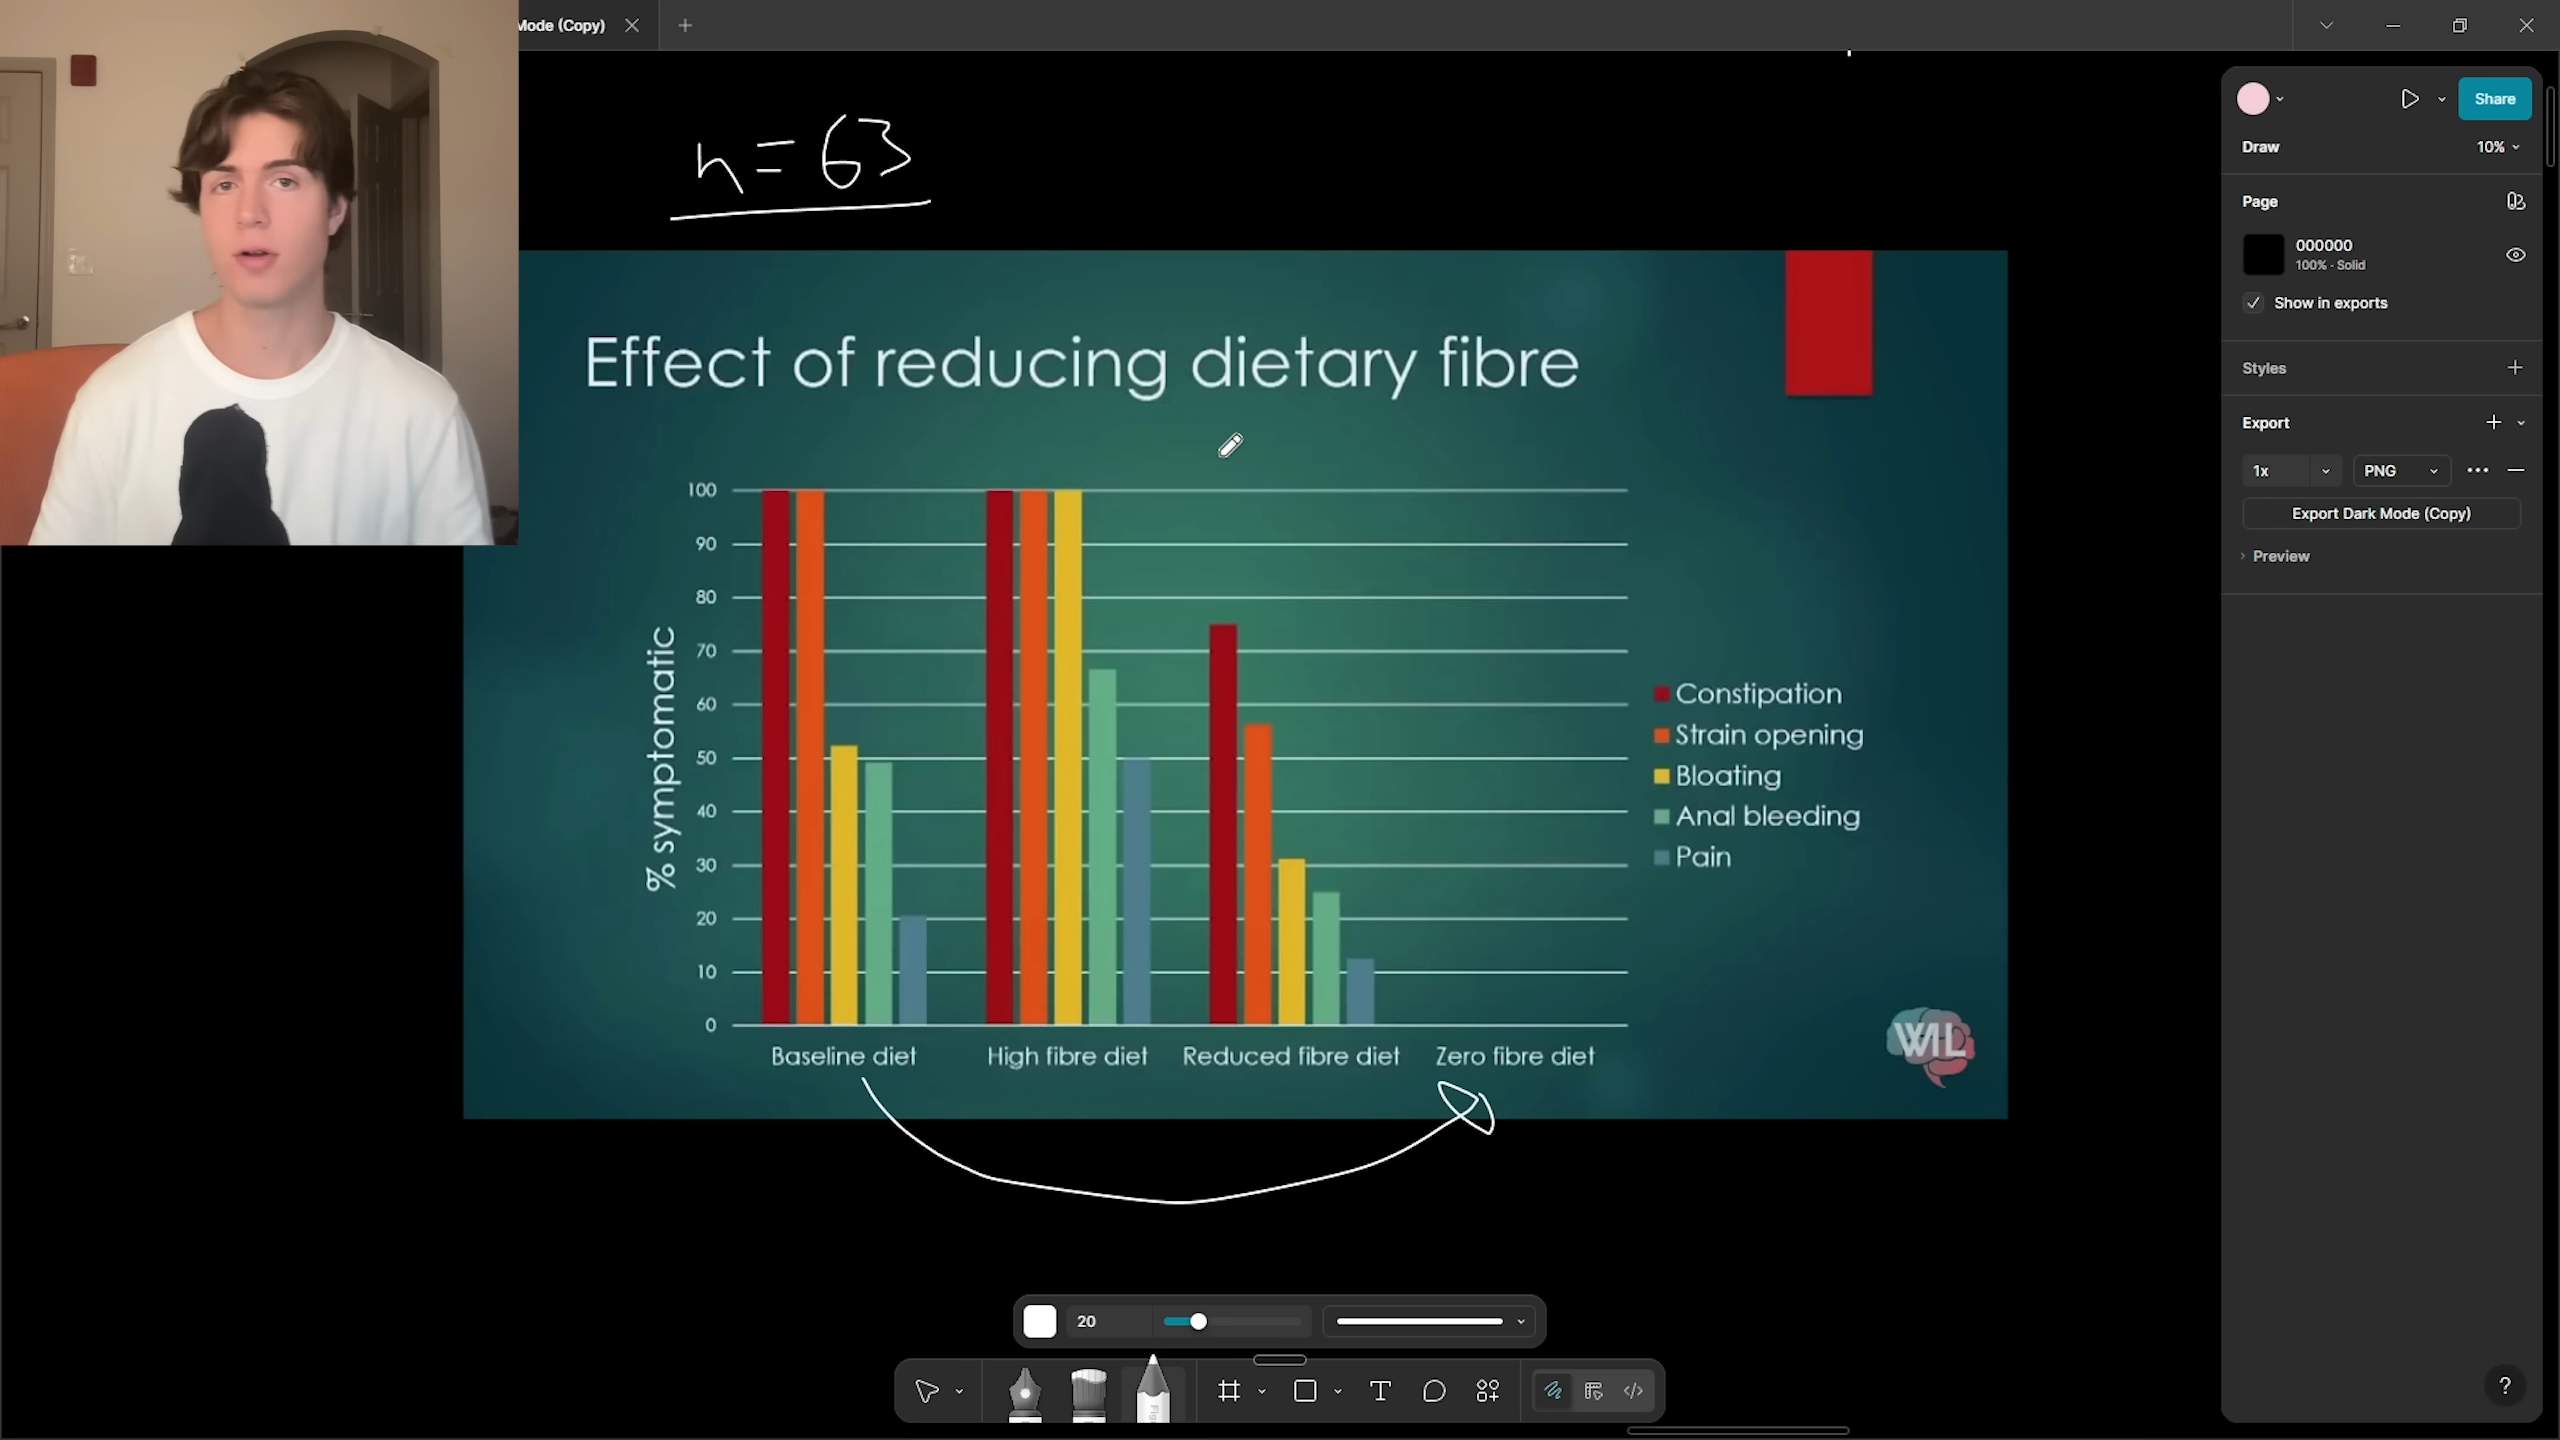 Mode (Copy)
n = 63
Effect of reducing dietary fibre
% symptomatic
100
90
80
70
60
50
40
30
20
10
0
Baseline diet
High fibre diet
Reduced fibre diet
Zero fibre diet
Constipation
Strain opening
Bloating
Anal bleeding
Pain
WIL
Share
Draw
10%
Page
000000
100% · Solid
Show in exports
Styles
Export
1x
PNG
Export Dark Mode (Copy)
Preview
20
?